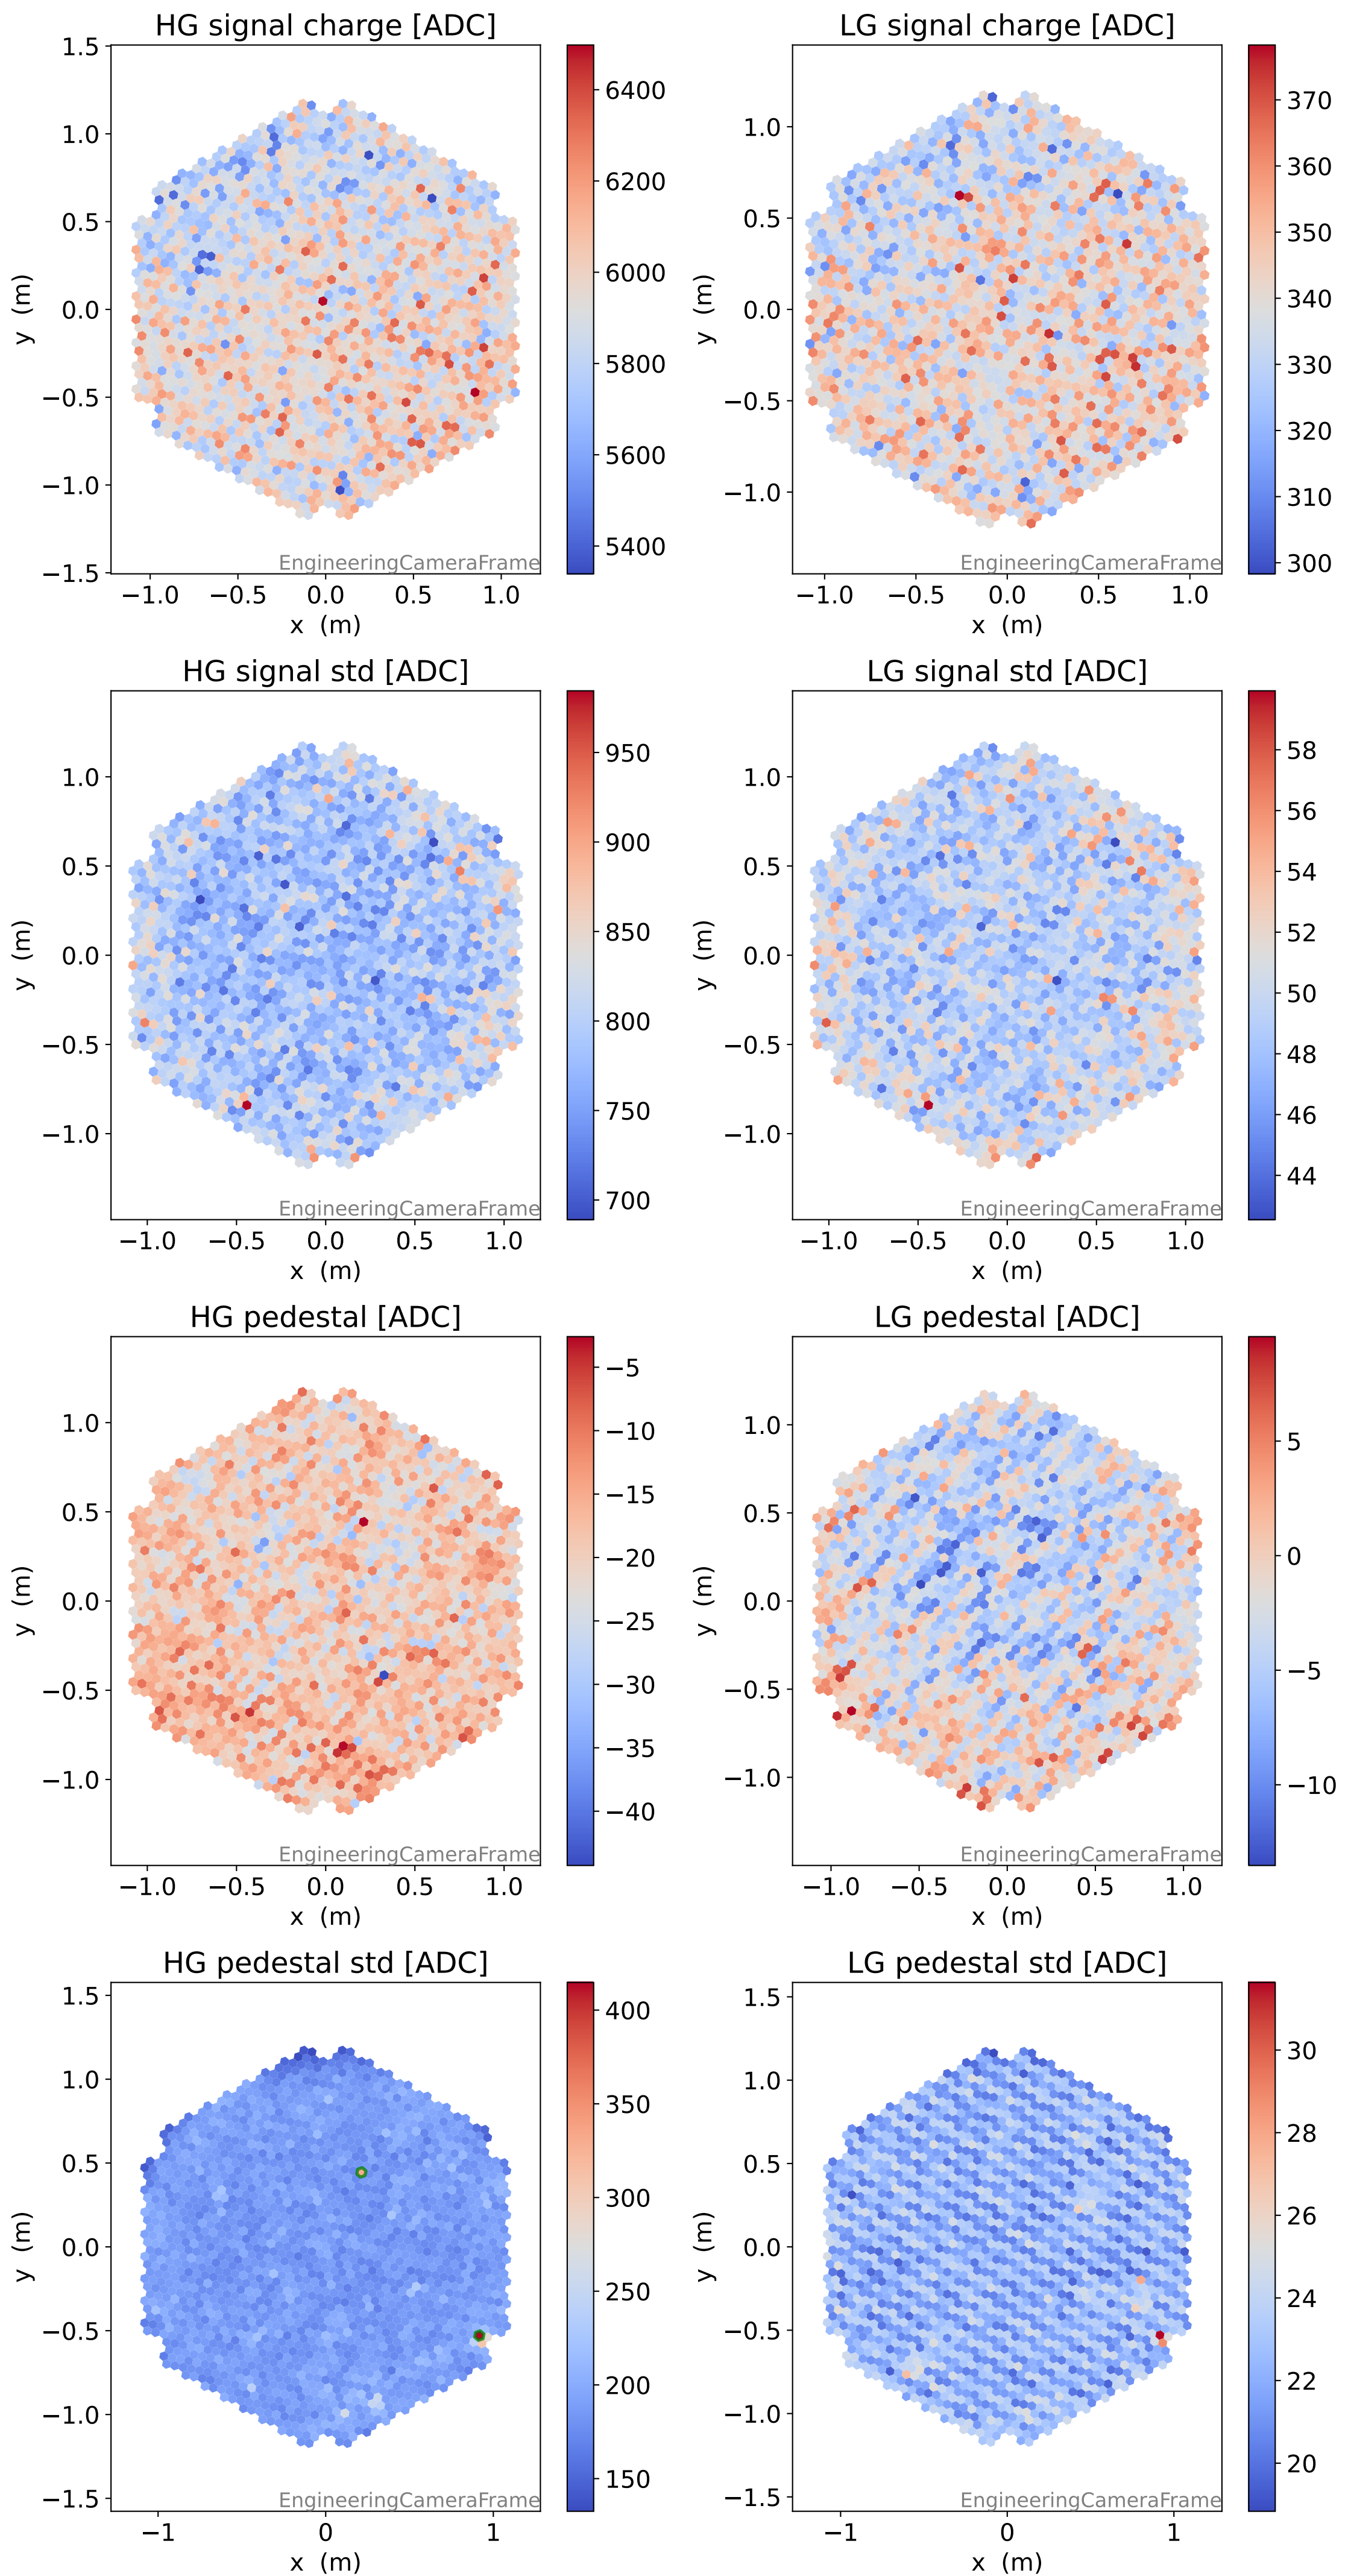 HG signal charge [ADC]
1.5
1.0
0.5
0.0
−0.5
−1.0
−1.5
y (m)
−1.0 −0.5 0.0 0.5 1.0
x (m)
EngineeringCameraFrame
6400
6200
6000
5800
5600
5400
LG signal charge [ADC]
1.0
0.5
0.0
−0.5
−1.0
y (m)
−1.0 −0.5 0.0 0.5 1.0
x (m)
EngineeringCameraFrame
370
360
350
340
330
320
310
300
HG signal std [ADC]
1.0
0.5
0.0
−0.5
−1.0
y (m)
−1.0 −0.5 0.0 0.5 1.0
x (m)
EngineeringCameraFrame
950
900
850
800
750
700
LG signal std [ADC]
1.0
0.5
0.0
−0.5
−1.0
y (m)
−1.0 −0.5 0.0 0.5 1.0
x (m)
EngineeringCameraFrame
58
56
54
52
50
48
46
44
HG pedestal [ADC]
1.0
0.5
0.0
−0.5
−1.0
y (m)
−1.0 −0.5 0.0 0.5 1.0
x (m)
EngineeringCameraFrame
−5
−10
−15
−20
−25
−30
−35
−40
LG pedestal [ADC]
1.0
0.5
0.0
−0.5
−1.0
y (m)
−1.0 −0.5 0.0 0.5 1.0
x (m)
EngineeringCameraFrame
5
0
−5
−10
HG pedestal std [ADC]
1.5
1.0
0.5
0.0
−0.5
−1.0
−1.5
y (m)
−1 0 1
x (m)
EngineeringCameraFrame
400
350
300
250
200
150
LG pedestal std [ADC]
1.5
1.0
0.5
0.0
−0.5
−1.0
−1.5
y (m)
−1 0 1
x (m)
EngineeringCameraFrame
30
28
26
24
22
20